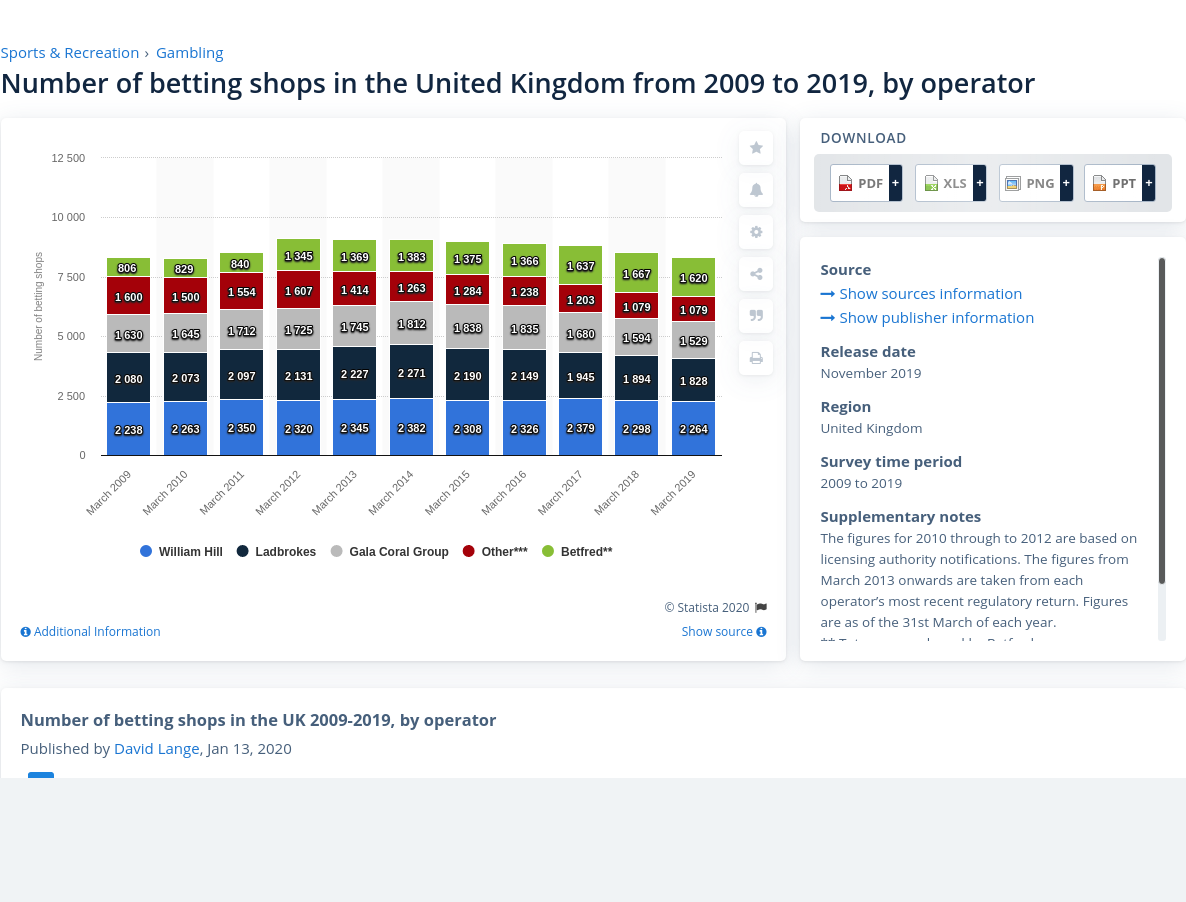 Sports & Recreation › Gambling
Number of betting shops in the United Kingdom from 2009 to 2019, by operator
DOWNLOAD
PDF + XLS + PNG + PPT +
Number of betting shops
12 500
10 000
7 500
5 000
2 500
0
806 829 840 1 345 1 369 1 383 1 375 1 366 1 637 1 667 1 620
1 600 1 500 1 554 1 607 1 414 1 263 1 284 1 238 1 203 1 079 1 079
1 630 1 645 1 712 1 725 1 745 1 812 1 838 1 835 1 680 1 594 1 529
2 080 2 073 2 097 2 131 2 227 2 271 2 190 2 149 1 945 1 894 1 828
2 238 2 263 2 350 2 320 2 345 2 382 2 308 2 326 2 379 2 298 2 264
March 2009 March 2010 March 2011 March 2012 March 2013 March 2014 March 2015 March 2016 March 2017 March 2018 March 2019
William Hill Ladbrokes Gala Coral Group Other*** Betfred**
© Statista 2020
Additional Information
Show source
Source
Show sources information
Show publisher information
Release date
November 2019
Region
United Kingdom
Survey time period
2009 to 2019
Supplementary notes
The figures for 2010 through to 2012 are based on
licensing authority notifications. The figures from
March 2013 onwards are taken from each
operator's most recent regulatory return. Figures
are as of the 31st March of each year.
Number of betting shops in the UK 2009-2019, by operator
Published by David Lange, Jan 13, 2020